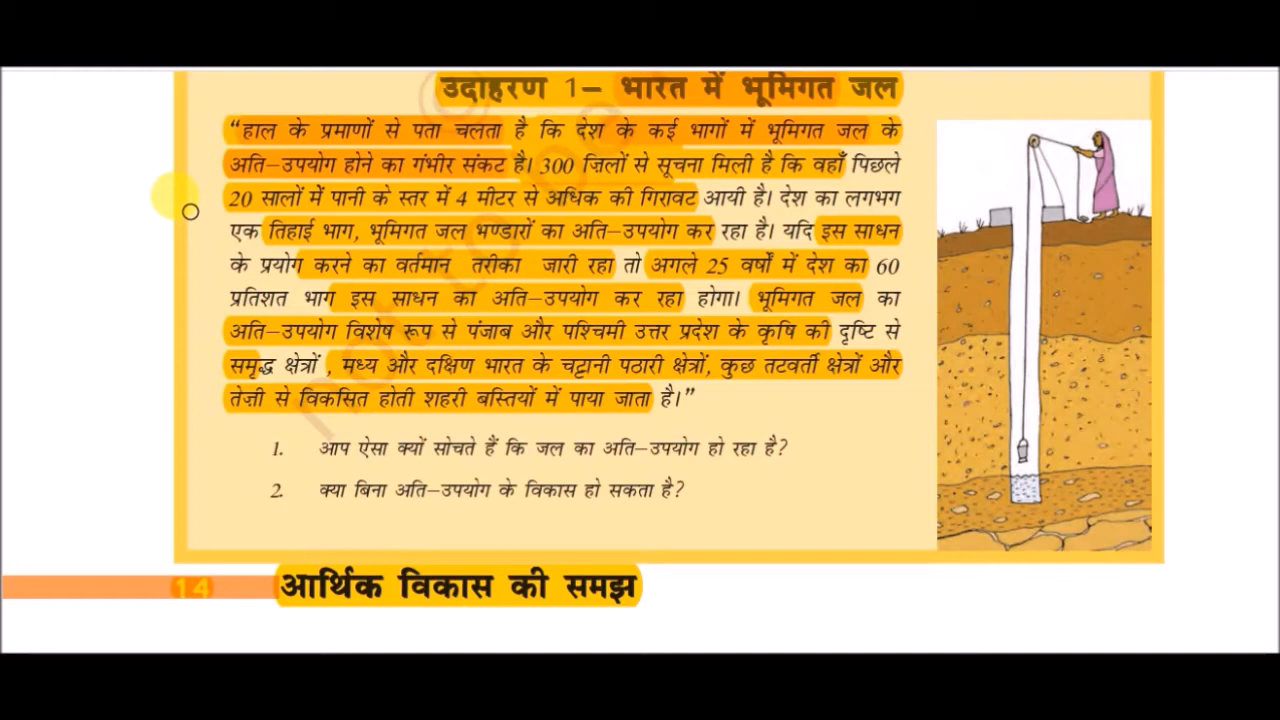 उदाहरण 1– भारत में भूमिगत जल
“हाल के प्रमाणों से पता चलता है कि देश के कई भागों में भूमिगत जल के
अति–उपयोग होने का गंभीर संकट है। 300 ज़िलों से सूचना मिली है कि वहाँ पिछले
20 सालों में पानी के स्तर में 4 मीटर से अधिक की गिरावट आयी है। देश का लगभग
एक तिहाई भाग, भूमिगत जल भण्डारों का अति–उपयोग कर रहा है। यदि इस साधन
के प्रयोग करने का वर्तमान तरीका जारी रहा तो अगले 25 वर्षों में देश का 60
प्रतिशत भाग इस साधन का अति–उपयोग कर रहा होगा। भूमिगत जल का
अति–उपयोग विशेष रूप से पंजाब और पश्चिमी उत्तर प्रदेश के कृषि की दृष्टि से
समृद्ध क्षेत्रों , मध्य और दक्षिण भारत के चट्टानी पठारी क्षेत्रों, कुछ तटवर्ती क्षेत्रों और
तेज़ी से विकसित होती शहरी बस्तियों में पाया जाता है।”
1. आप ऐसा क्यों सोचते हैं कि जल का अति–उपयोग हो रहा है?
2. क्या बिना अति–उपयोग के विकास हो सकता है?
14 आर्थिक विकास की समझ